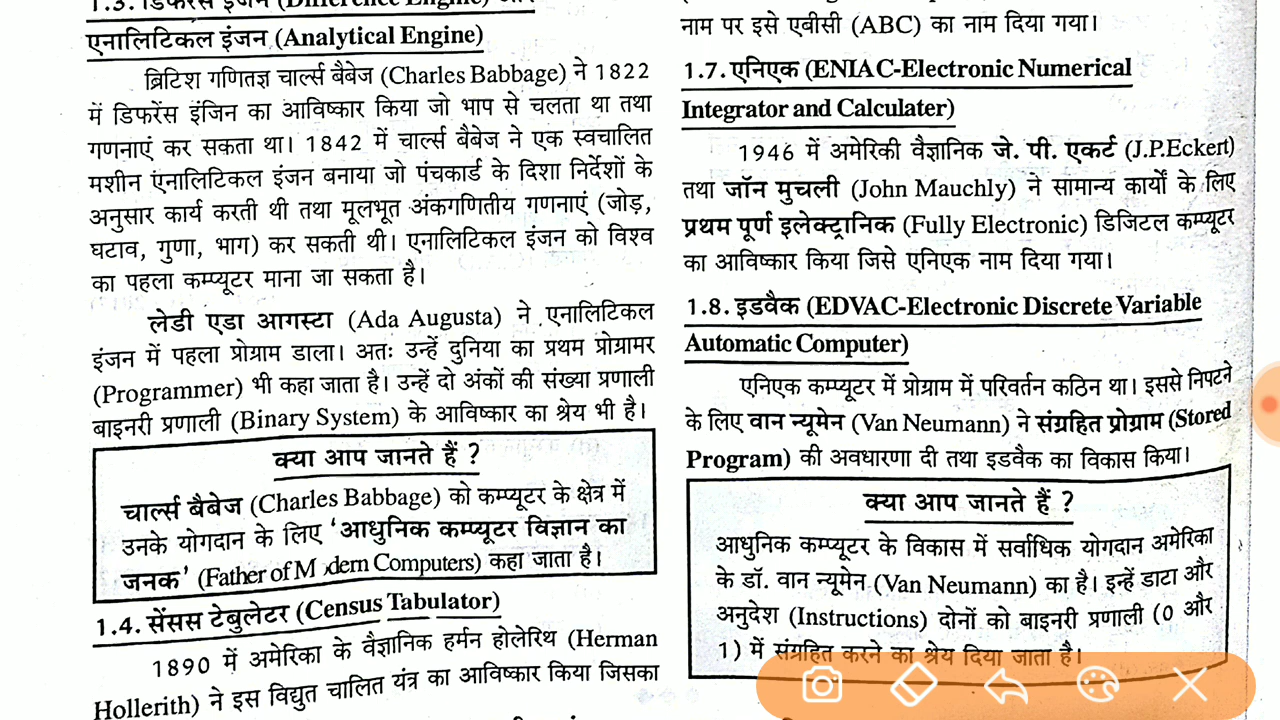 1.3. डिफरेंस इंजन (Difference Engine) और
एनालिटिकल इंजन (Analytical Engine)
ब्रिटिश गणितज्ञ चार्ल्स बैबेज (Charles Babbage) ने 1822
में डिफरेंस इंजिन का आविष्कार किया जो भाप से चलता था तथा
गणनाएं कर सकता था। 1842 में चार्ल्स बैबेज ने एक स्वचालित
मशीन एनालिटिकल इंजन बनाया जो पंचकार्ड के दिशा निर्देशों के
अनुसार कार्य करती थी तथा मूलभूत अंकगणितीय गणनाएं (जोड़,
घटाव, गुणा, भाग) कर सकती थी। एनालिटिकल इंजन को विश्व
का पहला कम्प्यूटर माना जा सकता है।
लेडी एडा आगस्टा (Ada Augusta) ने एनालिटिकल
इंजन में पहला प्रोग्राम डाला। अतः उन्हें दुनिया का प्रथम प्रोग्रामर
(Programmer) भी कहा जाता है। उन्हें दो अंकों की संख्या प्रणाली
बाइनरी प्रणाली (Binary System) के आविष्कार का श्रेय भी है।
क्या आप जानते हैं ?
चार्ल्स बैबेज (Charles Babbage) को कम्प्यूटर के क्षेत्र में
उनके योगदान के लिए 'आधुनिक कम्प्यूटर विज्ञान का
जनक' (Father of Modern Computers) कहा जाता है।
1.4. सेंसस टेबुलेटर (Census Tabulator)
1890 में अमेरिका के वैज्ञानिक हर्मन होलेरिथ (Herman
Hollerith) ने इस विद्युत चालित यंत्र का आविष्कार किया जिसका
नाम पर इसे एबीसी (ABC) का नाम दिया गया।
1.7. एनिएक (ENIAC-Electronic Numerical
Integrator and Calculater)
1946 में अमेरिकी वैज्ञानिक जे. पी. एकर्ट (J.P.Eckert)
तथा जॉन मुचली (John Mauchly) ने सामान्य कार्यों के लिए
प्रथम पूर्ण इलेक्ट्रानिक (Fully Electronic) डिजिटल कम्प्यूटर
का आविष्कार किया जिसे एनिएक नाम दिया गया।
1.8. इडवैक (EDVAC-Electronic Discrete Variable
Automatic Computer)
एनिएक कम्प्यूटर में प्रोग्राम में परिवर्तन कठिन था। इससे निपटने
के लिए वान न्यूमेन (Van Neumann) ने संग्रहित प्रोग्राम (Stored
Program) की अवधारणा दी तथा इडवैक का विकास किया।
क्या आप जानते हैं ?
आधुनिक कम्प्यूटर के विकास में सर्वाधिक योगदान अमेरिका
के डॉ. वान न्यूमेन (Van Neumann) का है। इन्हें डाटा और
अनुदेश (Instructions) दोनों को बाइनरी प्रणाली (0 और
1) में संग्रहित करने का श्रेय दिया जाता है।